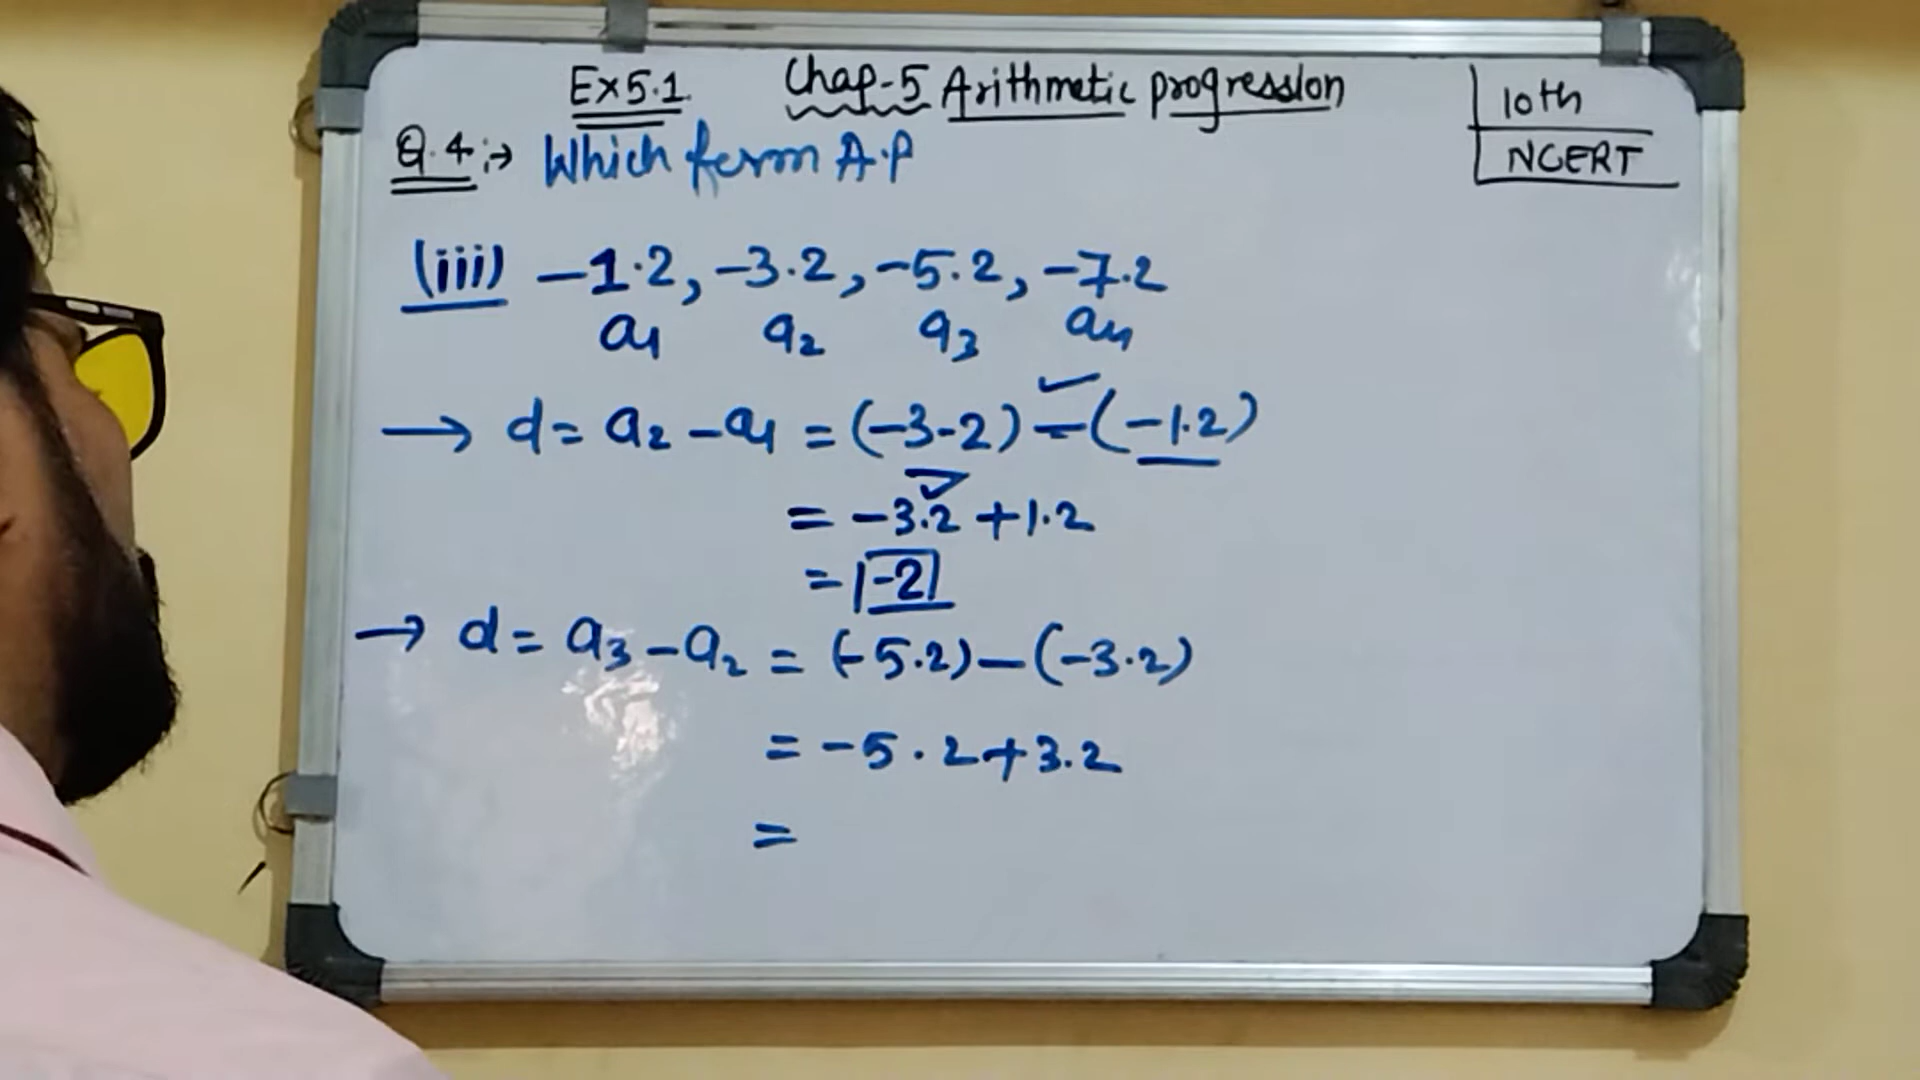 Ex 5.1 Chap-5 Arithmetic progression
10th
NCERT
Q.4:→ Which form A.P
(iii) -1.2, -3.2, -5.2, -7.2
a1 a2 a3 a4
→ d = a2 - a1 = (-3-2) - (-1.2)
= -3.2 + 1.2
= -2
→ d = a3 - a2 = (-5.2) - (-3.2)
= -5.2 + 3.2
=